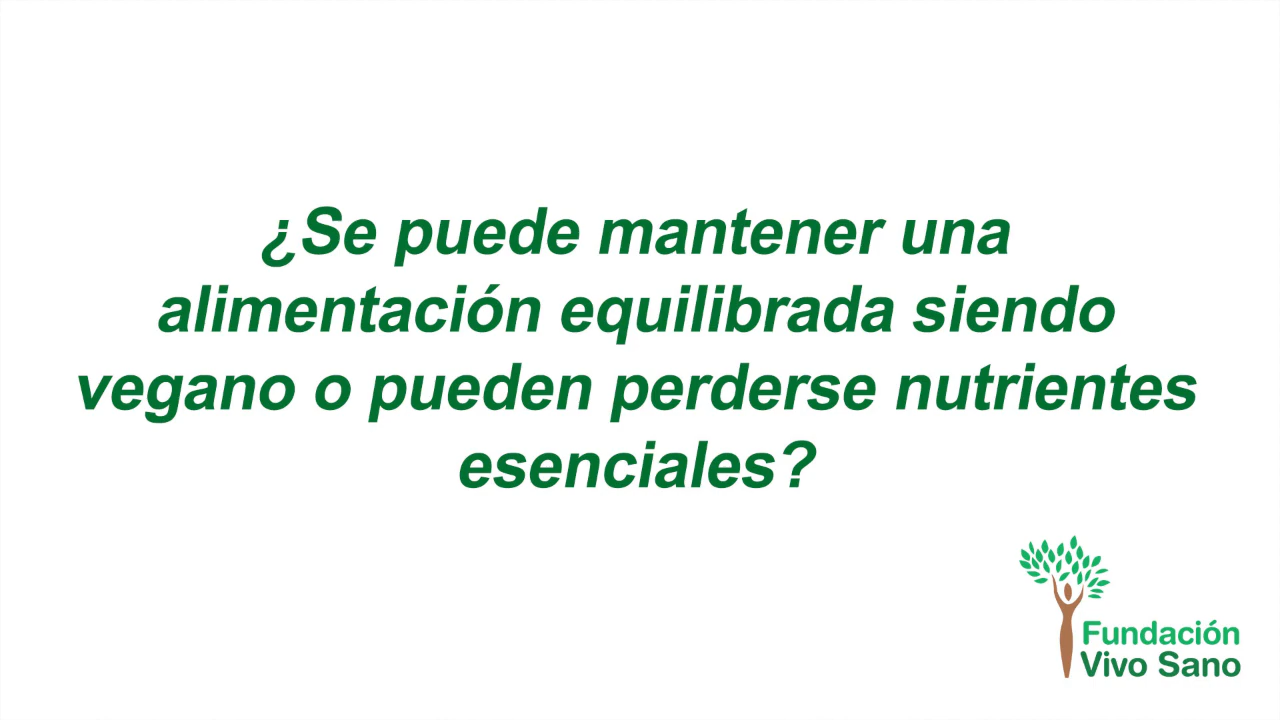 ¿Se puede mantener una
alimentación equilibrada siendo
vegano o pueden perderse nutrientes
esenciales?
Fundación
Vivo Sano